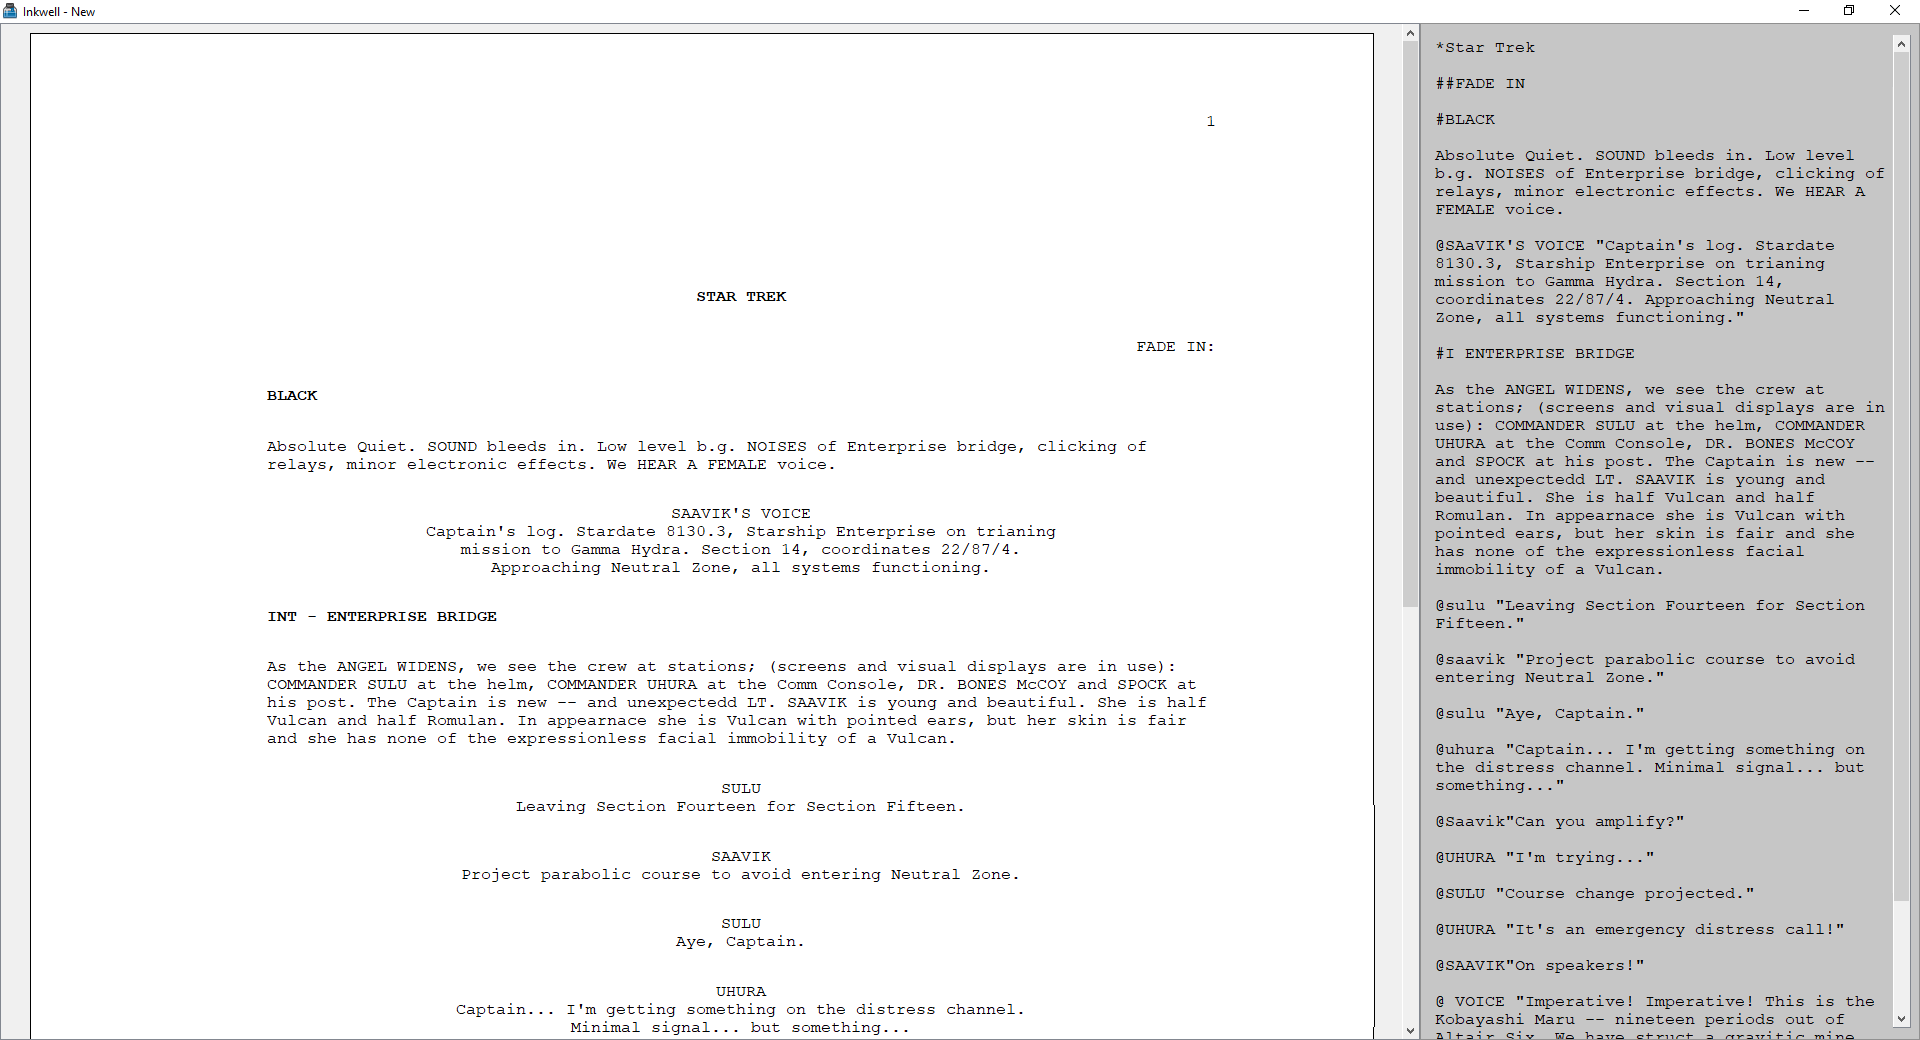 Inkwell - New
1
STAR TREK
FADE IN:
BLACK
Absolute Quiet. SOUND bleeds in. Low level b.g. NOISES of Enterprise bridge, clicking of
relays, minor electronic effects. We HEAR A FEMALE voice.
SAAVIK'S VOICE
Captain's log. Stardate 8130.3, Starship Enterprise on trianing
mission to Gamma Hydra. Section 14, coordinates 22/87/4.
Approaching Neutral Zone, all systems functioning.
INT - ENTERPRISE BRIDGE
As the ANGEL WIDENS, we see the crew at stations; (screens and visual displays are in use):
COMMANDER SULU at the helm, COMMANDER UHURA at the Comm Console, DR. BONES McCOY and SPOCK at
his post. The Captain is new -- and unexpectedd LT. SAAVIK is young and beautiful. She is half
Vulcan and half Romulan. In appearnace she is Vulcan with pointed ears, but her skin is fair
and she has none of the expressionless facial immobility of a Vulcan.
SULU
Leaving Section Fourteen for Section Fifteen.
SAAVIK
Project parabolic course to avoid entering Neutral Zone.
SULU
Aye, Captain.
UHURA
Captain... I'm getting something on the distress channel.
Minimal signal... but something...
*Star Trek
##FADE IN
#BLACK
Absolute Quiet. SOUND bleeds in. Low level
b.g. NOISES of Enterprise bridge, clicking of
relays, minor electronic effects. We HEAR A
FEMALE voice.
@SAaVIK'S VOICE "Captain's log. Stardate
8130.3, Starship Enterprise on trianing
mission to Gamma Hydra. Section 14,
coordinates 22/87/4. Approaching Neutral
Zone, all systems functioning."
#I ENTERPRISE BRIDGE
As the ANGEL WIDENS, we see the crew at
stations; (screens and visual displays are in
use): COMMANDER SULU at the helm, COMMANDER
UHURA at the Comm Console, DR. BONES McCOY
and SPOCK at his post. The Captain is new --
and unexpectedd LT. SAAVIK is young and
beautiful. She is half Vulcan and half
Romulan. In appearnace she is Vulcan with
pointed ears, but her skin is fair and she
has none of the expressionless facial
immobility of a Vulcan.
@sulu "Leaving Section Fourteen for Section
Fifteen."
@saavik "Project parabolic course to avoid
entering Neutral Zone."
@sulu "Aye, Captain."
@uhura "Captain... I'm getting something on
the distress channel. Minimal signal... but
something..."
@Saavik"Can you amplify?"
@UHURA "I'm trying..."
@SULU "Course change projected."
@UHURA "It's an emergency distress call!"
@SAAVIK"On speakers!"
@ VOICE "Imperative! Imperative! This is the
Kobayashi Maru -- nineteen periods out of
Altair Six. We have struct a gravitic mine